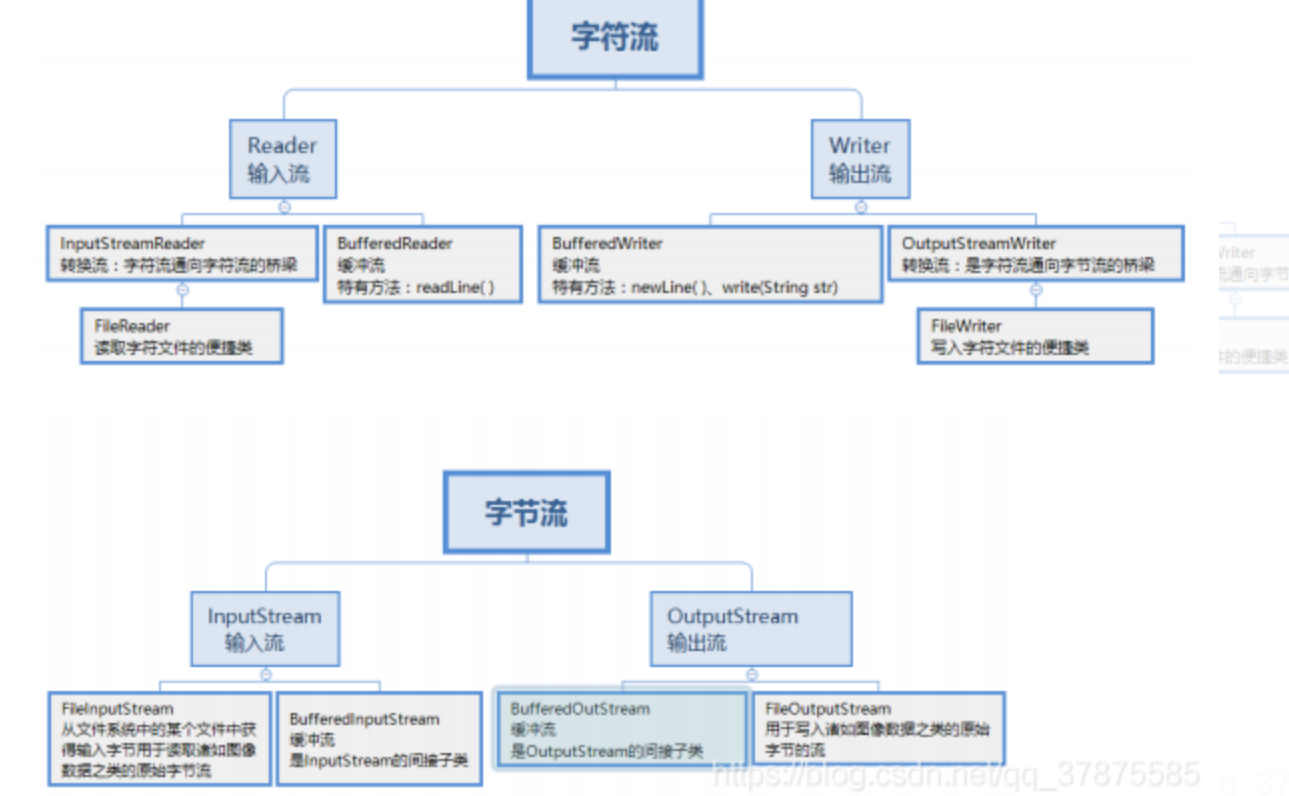 字符流
Reader
输入流
Writer
输出流
InputStreamReader
转换流：字符流通向字符流的桥梁
BufferedReader
缓冲流
特有方法：readLine( )
BufferedWriter
缓冲流
特有方法：newLine( )、write(String str)
OutputStreamWriter
转换流：是字符流通向字节流的桥梁
FileReader
读取字符文件的便捷类
FileWriter
写入字符文件的便捷类
Writer
流通向字节
件的便捷类
字节流
InputStream
输入流
OutputStream
输出流
FileInputStream
从文件系统中的某个文件中获
得输入字节用于读取诸如图像
数据之类的原始字节流
BufferedInputStream
缓冲流
是InputStream的间接子类
BufferedOutStream
缓冲流
是OutputStream的间接子类
FileOutputStream
用于写入诸如图像数据之类的原始
字节的流
https://blog.csdn.net/qq_37875585